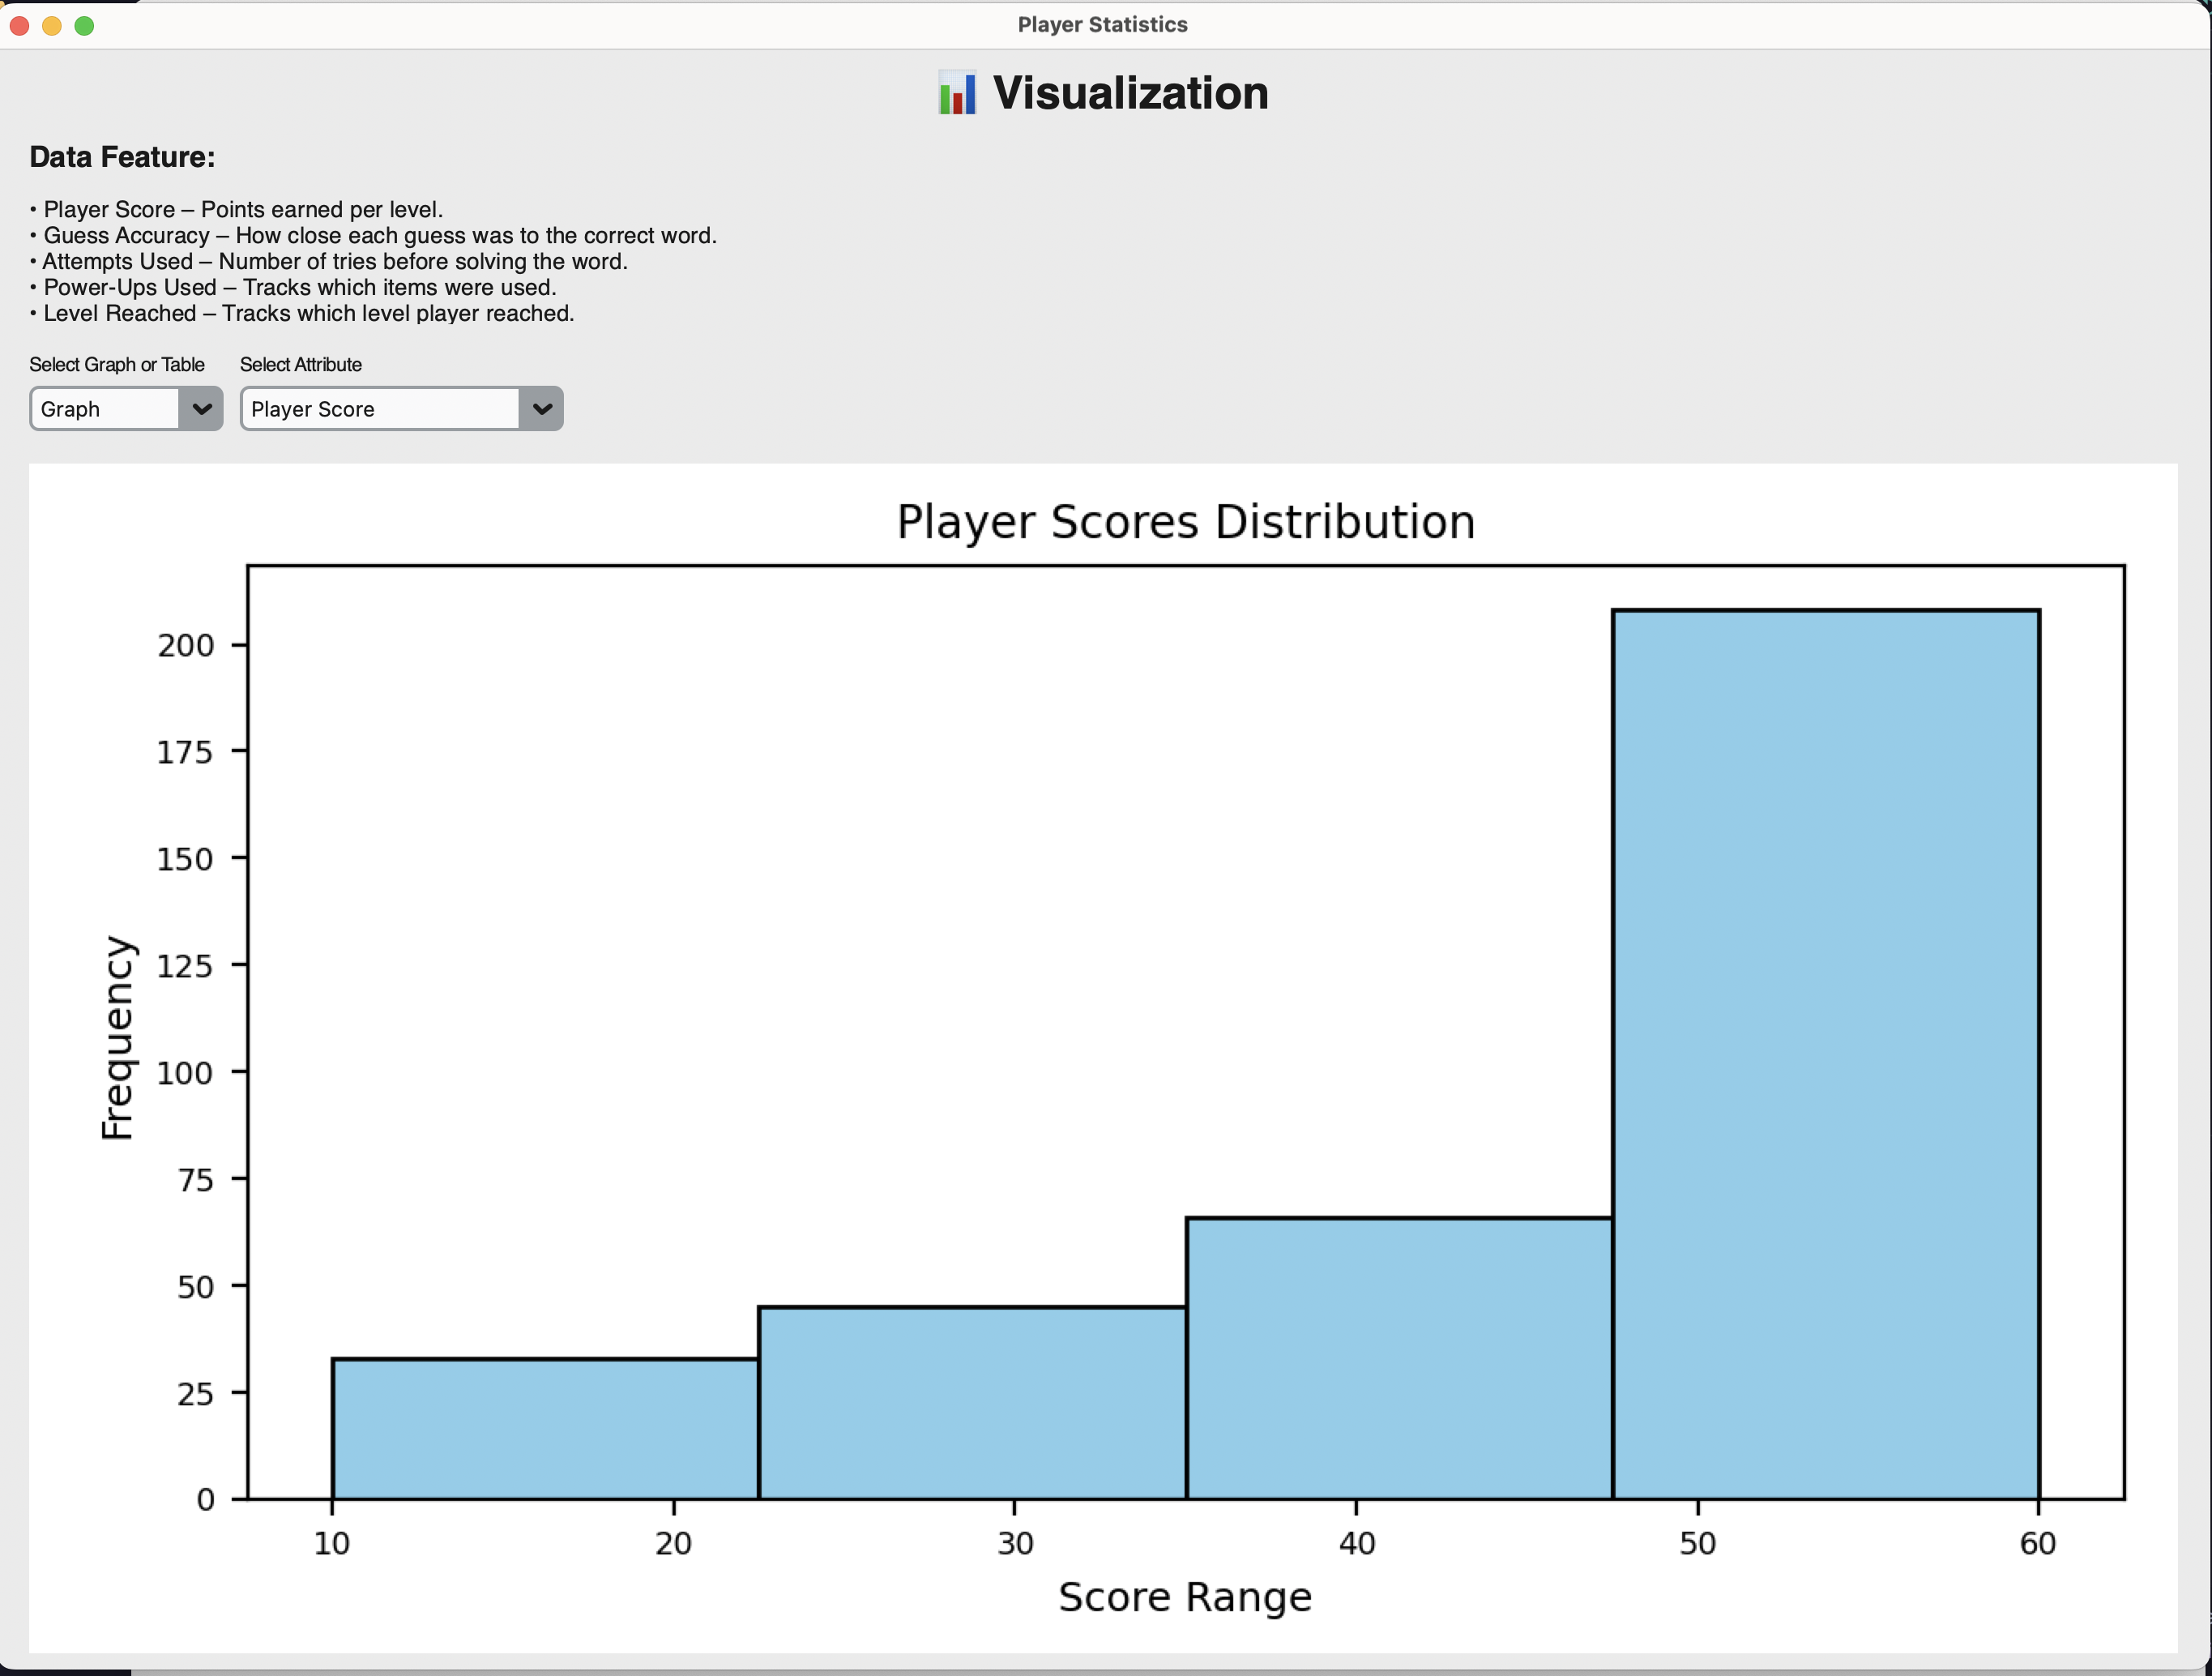 Player Statistics
📊 Visualization
Data Feature:
• Player Score – Points earned per level.
• Guess Accuracy – How close each guess was to the correct word.
• Attempts Used – Number of tries before solving the word.
• Power-Ups Used – Tracks which items were used.
• Level Reached – Tracks which level player reached.
Select Graph or Table Select Attribute
Graph Player Score
Player Scores Distribution
200
175
150
125
100
75
50
25
0
Frequency
10 20 30 40 50 60
Score Range